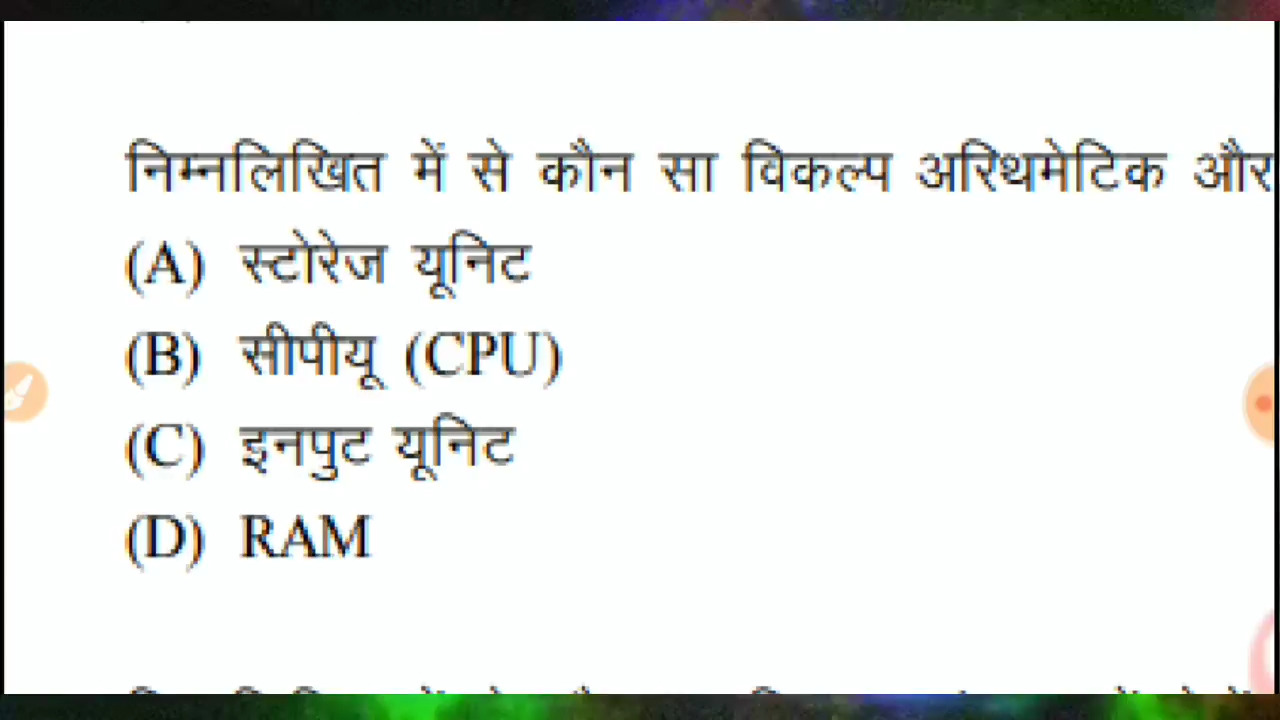 निम्नलिखित में से कौन सा विकल्प अरिथमेटिक और
(A) स्टोरेज यूनिट
(B) सीपीयू (CPU)
(C) इनपुट यूनिट
(D) RAM